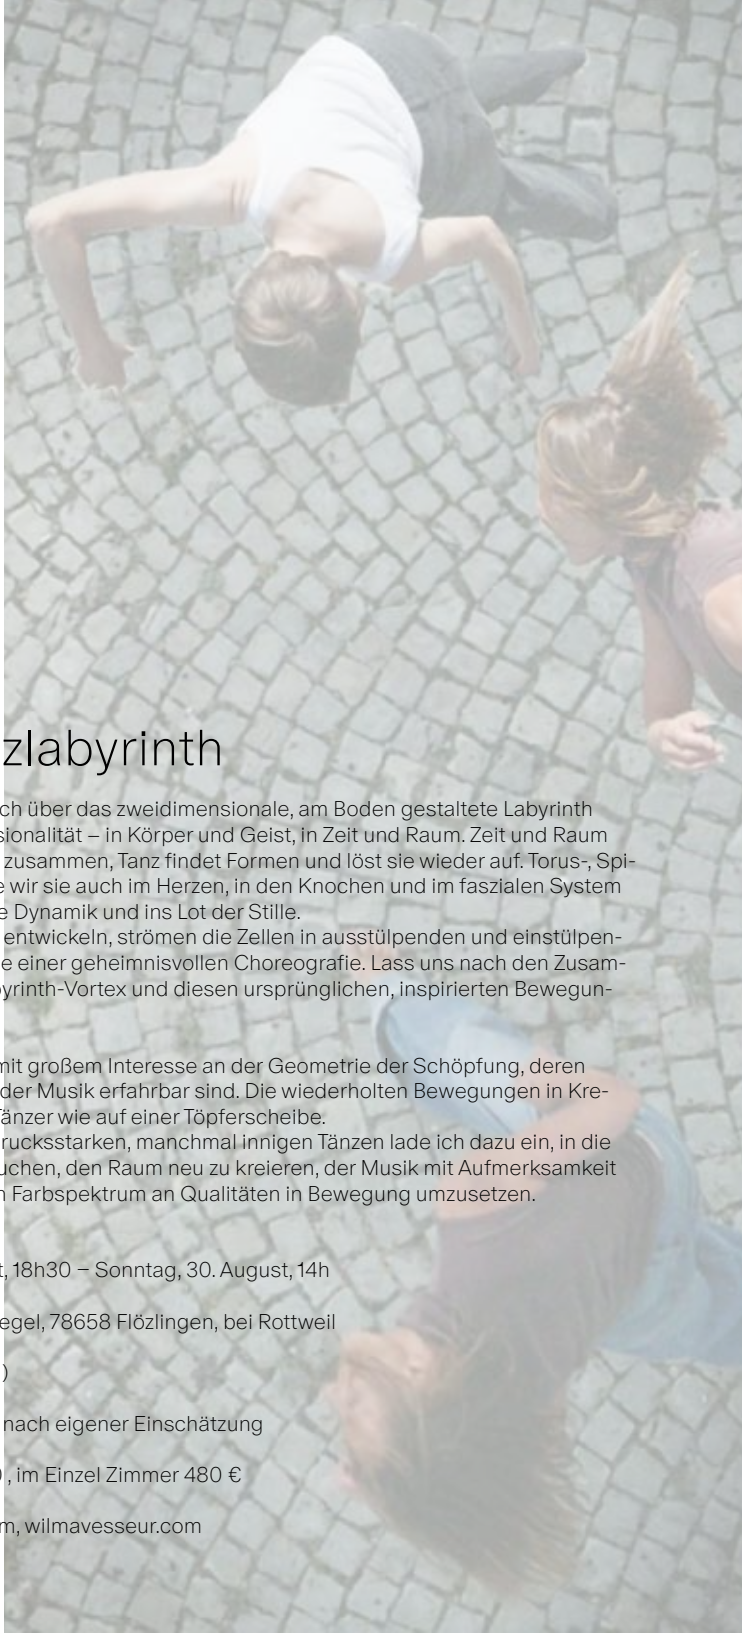 zlabyrinth
ch über das zweidimensionale, am Boden gestaltete Labyrinth
sionalität – in Körper und Geist, in Zeit und Raum. Zeit und Raum
zusammen, Tanz findet Formen und löst sie wieder auf. Torus-, Spi-
e wir sie auch im Herzen, in den Knochen und im faszialen System
e Dynamik und ins Lot der Stille.
entwickeln, strömen die Zellen in ausstülpenden und einstülpen-
e einer geheimnisvollen Choreografie. Lass uns nach den Zusam-
yrinth-Vortex und diesen ursprünglichen, inspirierten Bewegun-
mit großem Interesse an der Geometrie der Schöpfung, deren
der Musik erfahrbar sind. Die wiederholten Bewegungen in Kre-
Tänzer wie auf einer Töpferscheibe.
rucksstarken, manchmal innigen Tänzen lade ich dazu ein, in die
uchen, den Raum neu zu kreieren, der Musik mit Aufmerksamkeit
n Farbspektrum an Qualitäten in Bewegung umzusetzen.
t, 18h30 – Sonntag, 30. August, 14h
egel, 78658 Flözlingen, bei Rottweil
)
nach eigener Einschätzung
, im Einzel Zimmer 480 €
m, wilmavesseur.com